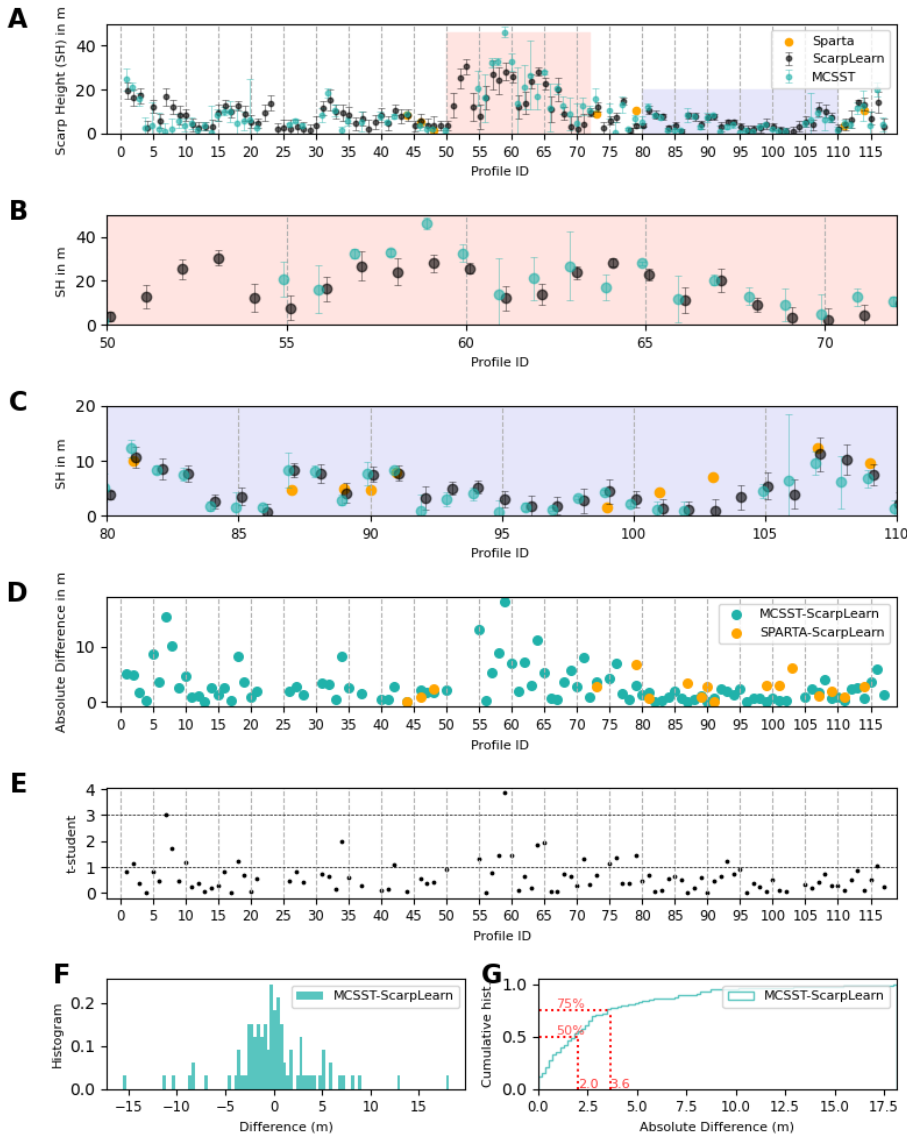 A
Scarp Height (SH) in m
40
20
0
Sparta
ScarpLearn
MCSST
0 5 10 15 20 25 30 35 40 45 50 55 60 65 70 75 80 85 90 95 100 105 110 115
Profile ID
B
SH in m
40
20
0
50 55 60 65 70
Profile ID
C
SH in m
20
10
0
80 85 90 95 100 105 110
Profile ID
D
Absolute Difference in m
10
0
MCSST-ScarpLearn
SPARTA-ScarpLearn
0 5 10 15 20 25 30 35 40 45 50 55 60 65 70 75 80 85 90 95 100 105 110 115
Profile ID
E
t-student
4
3
2
1
0
0 5 10 15 20 25 30 35 40 45 50 55 60 65 70 75 80 85 90 95 100 105 110 115
Profile ID
F
Histogram
0.2
0.1
0.0
MCSST-ScarpLearn
−15 −10 −5 0 5 10 15
Difference (m)
G
Cumulative hist.
1.0
0.5
0.0
MCSST-ScarpLearn
75%
50%
2.0 3.6
0.0 2.5 5.0 7.5 10.0 12.5 15.0 17.5
Absolute Difference (m)